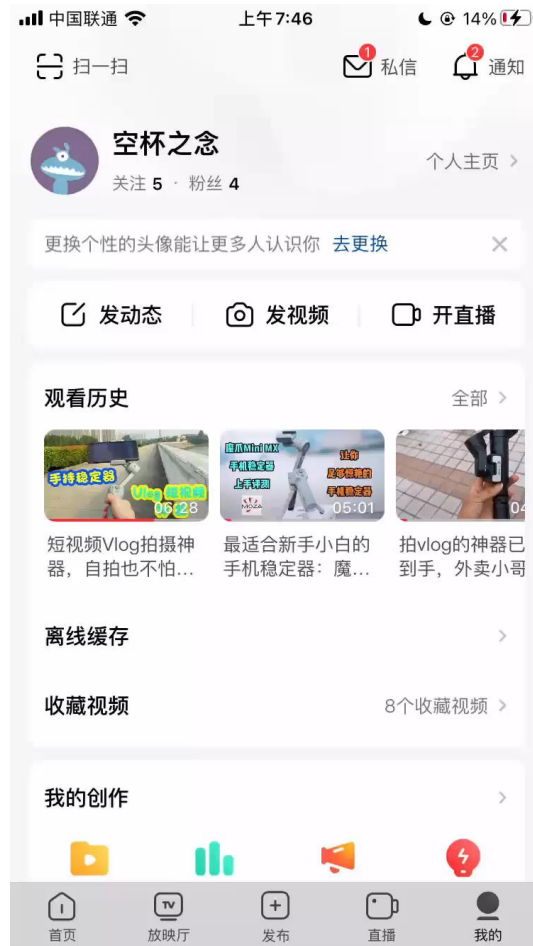 中国联通
上午7:46
14%
扫一扫
1
私信
2
通知
空杯之念
关注 5 · 粉丝 4
个人主页
更换个性的头像能让更多人认识你 去更换
发动态
发视频
开直播
观看历史
全部
手持稳定器
Vlog 短视频
06:28
魔爪Mini MX
手机稳定器
上手评测
MOZA
让你
足够惊艳的
手机稳定器
05:01
04
短视频Vlog拍摄神
器，自拍也不怕...
最适合新手小白的
手机稳定器：魔...
拍vlog的神器已
到手，外卖小哥
离线缓存
收藏视频
8个收藏视频
我的创作
首页
TV
放映厅
发布
直播
我的